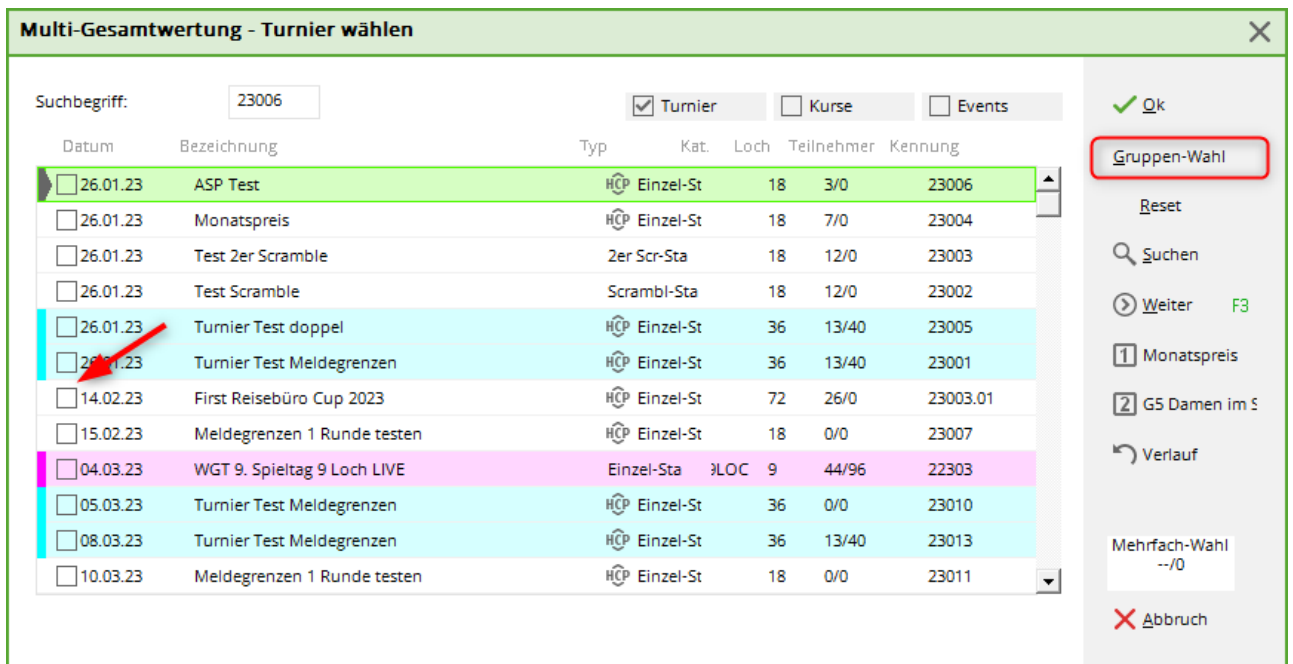 Multi-Gesamtwertung - Turnier wählen
Suchbegriff: 23006 Turnier Kurse Events
Datum Bezeichnung Typ Kat. Loch Teilnehmer Kennung
26.01.23 ASP Test HCP Einzel-St 18 3/0 23006
26.01.23 Monatspreis HCP Einzel-St 18 7/0 23004
26.01.23 Test 2er Scramble 2er Scr-Sta 18 12/0 23003
26.01.23 Test Scramble Scrambl-Sta 18 12/0 23002
26.01.23 Turnier Test doppel HCP Einzel-St 36 13/40 23005
26.01.23 Turnier Test Meldegrenzen HCP Einzel-St 36 13/40 23001
14.02.23 First Reisebüro Cup 2023 HCP Einzel-St 72 26/0 23003.01
15.02.23 Meldegrenzen 1 Runde testen HCP Einzel-St 18 0/0 23007
04.03.23 WGT 9. Spieltag 9 Loch LIVE Einzel-Sta 9LOC 9 44/96 22303
05.03.23 Turnier Test Meldegrenzen HCP Einzel-St 36 0/0 23010
08.03.23 Turnier Test Meldegrenzen HCP Einzel-St 36 13/40 23013
10.03.23 Meldegrenzen 1 Runde testen HCP Einzel-St 18 0/0 23011
Ok
Gruppen-Wahl
Reset
Suchen
Weiter F3
1 Monatspreis
2 G5 Damen im S
Verlauf
Mehrfach-Wahl
--/0
Abbruch